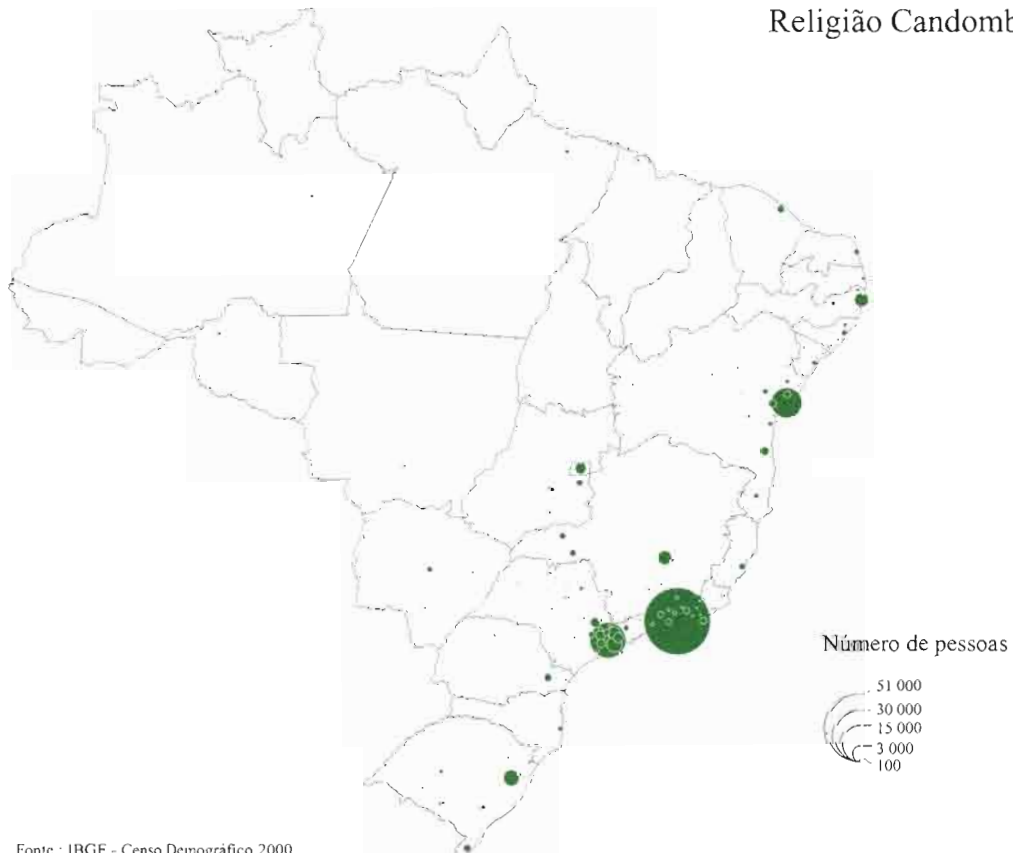 Religião Candomb
Número de pessoas
51 000
30 000
15 000
3 000
100
Fonte : IBGE - Censo Demográfico 2000